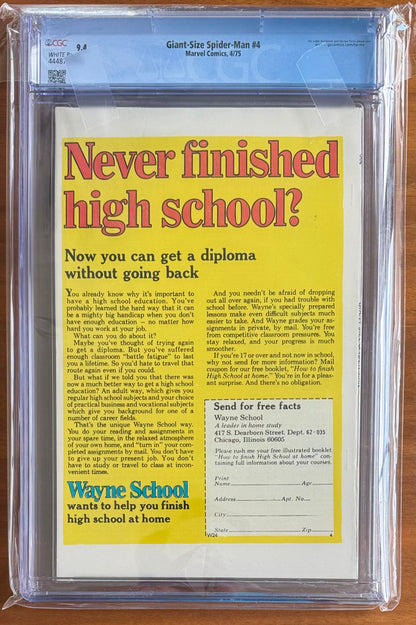 CGC
9.4
WHITE P
44487
Giant-Size Spider-Man #4
Marvel Comics, 4/75
Never finished
high school?
Now you can get a diploma
without going back
You already know why it's important to
have a high school education. You've
probably learned the hard way that it can
be a mighty big handicap when you don't
have enough education – no matter how
hard you work at your job.
What can you do about it?
Maybe you've thought of trying again
to get a diploma. But you've suffered
enough classroom "battle fatigue" to last
you a lifetime. So you'd hate to travel that
route again even if you could.
But what if we told you that there was
now a much better way to get a high school
education? An adult way, which gives you
regular high school subjects and your choice
of practical business and vocational subjects
which give you background for one of a
number of career fields.
That's the unique Wayne School way.
You do your reading and assignments in
your spare time, in the relaxed atmosphere
of your own home, and "turn in" your com-
pleted assignments by mail. You don't have
to give up your present job. You don't
have to study or travel to class at incon-
venient times.
Wayne School
wants to help you finish
high school at home
And you needn't be afraid of dropping
out all over again, if you had trouble with
school before. Wayne's specially prepared
lessons make even difficult subjects much
easier to take. And Wayne grades your as-
signments in private, by mail. You're free
from competitive classroom pressures. You
stay relaxed, and your progress is much
smoother.
If you're 17 or over and not now in school,
why not send for more information? Mail
coupon for our free booklet, "How to finish
High School at home." You're in for a pleas-
ant surprise. And there's no obligation.
Send for free facts
Wayne School
A leader in home study
417 S. Dearborn Street. Dept. 62-035
Chicago, Illinois 60605
Please rush me your free illustrated booklet
"How to finish High School at home" con-
taining full information about your courses.
Print
Name Age
Address Apt. No.
City
State Zip
W24 4